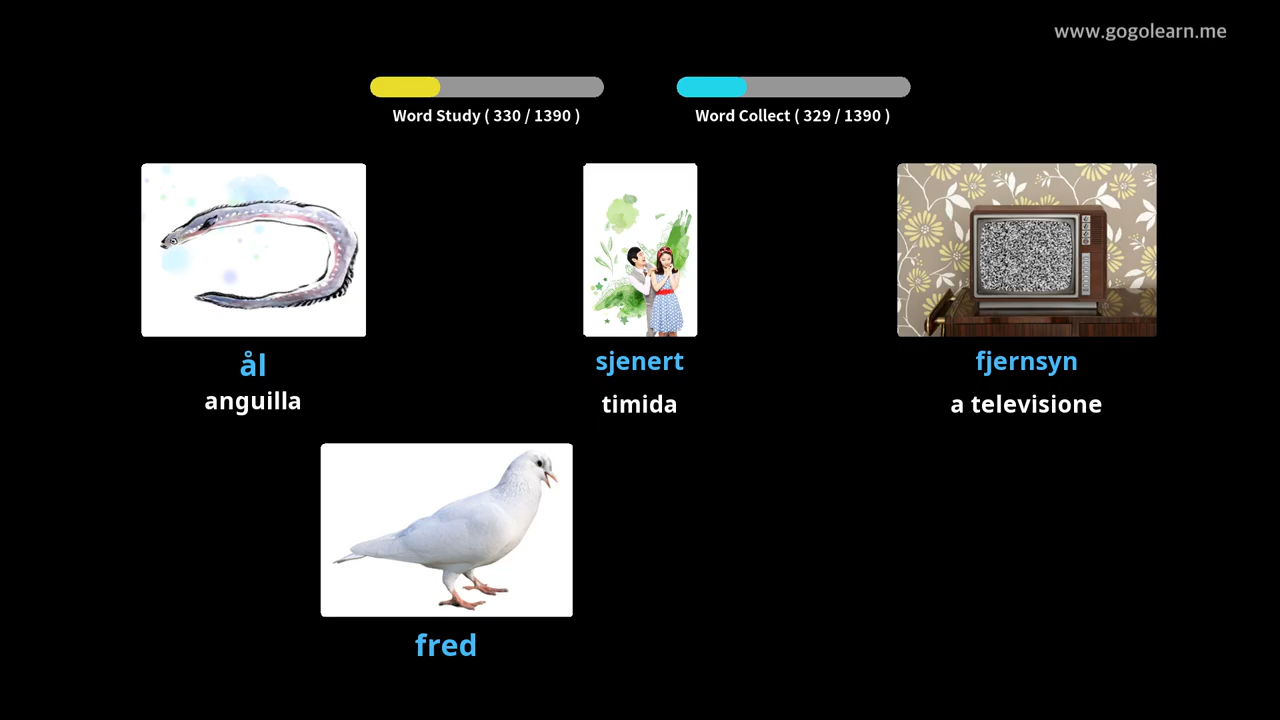 www.gogolearn.me
Word Study ( 330 / 1390 )
Word Collect ( 329 / 1390 )
ål
anguilla
sjenert
timida
fjernsyn
a televisione
fred